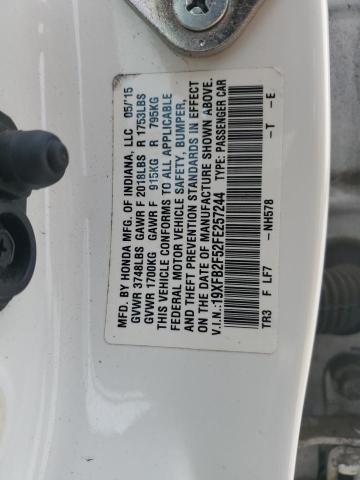 MFD. BY HONDA MFG. OF INDIANA, LLC 05/'15
GVWR 3748LBS GAWR F 2018LBS R 1753LBS
GVWR 1700KG GAWR F 915KG R 795KG
THIS VEHICLE CONFORMS TO ALL APPLICABLE
FEDERAL MOTOR VEHICLE SAFETY, BUMPER,
AND THEFT PREVENTION STANDARDS IN EFFECT
ON THE DATE OF MANUFACTURE SHOWN ABOVE.
V.I.N.: 19XFB2F52FE257244 TYPE: PASSENGER CAR
TR3 F LF7 -NH578 -T -E